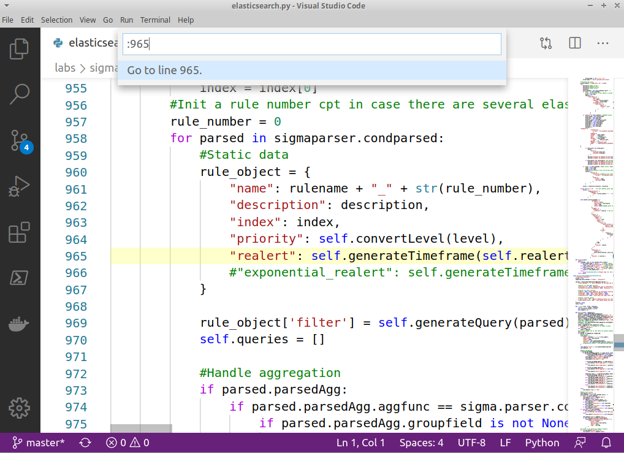 elasticsearch.py - Visual Studio Code
File Edit Selection View Go Run Terminal Help
elasticsea
:965
labs > sigma
Go to line 965.
955 index = index[0]
956 #Init a rule number cpt in case there are several elas
957 rule_number = 0
958 for parsed in sigmaparser.condparsed:
959 #Static data
960 rule_object = {
961 "name": rulename + "_" + str(rule_number),
962 "description": description,
963 "index": index,
964 "priority": self.convertLevel(level),
965 "realert": self.generateTimeframe(self.realert
966 #"exponential_realert": self.generateTimeframe
967 }
968
969 rule_object['filter'] = self.generateQuery(parsed)
970 self.queries = []
971
972 #Handle aggregation
973 if parsed.parsedAgg:
974 if parsed.parsedAgg.aggfunc == sigma.parser.co
975 if parsed.parsedAgg.groupfield is not None
4
master* 0 0 Ln 1, Col 1 Spaces: 4 UTF-8 LF Python